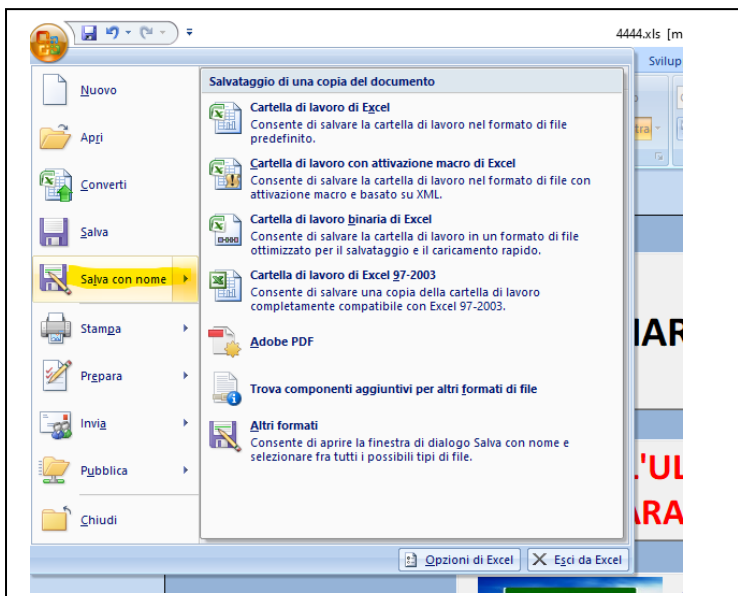 4444.xls [m
Svilup
Nuovo
Apri
Converti
Salva
Salva con nome
Stampa
Prepara
Invia
Pubblica
Chiudi
Salvataggio di una copia del documento
Cartella di lavoro di Excel
Consente di salvare la cartella di lavoro nel formato di file
predefinito.
Cartella di lavoro con attivazione macro di Excel
Consente di salvare la cartella di lavoro nel formato di file con
attivazione macro e basato su XML.
Cartella di lavoro binaria di Excel
Consente di salvare la cartella di lavoro in un formato di file
ottimizzato per il salvataggio e il caricamento rapido.
Cartella di lavoro di Excel 97-2003
Consente di salvare una copia della cartella di lavoro
completamente compatibile con Excel 97-2003.
Adobe PDF
Trova componenti aggiuntivi per altri formati di file
Altri formati
Consente di aprire la finestra di dialogo Salva con nome e
selezionare fra tutti i possibili tipi di file.
Opzioni di Excel
Esci da Excel
tra
IAR
'UL
ARA